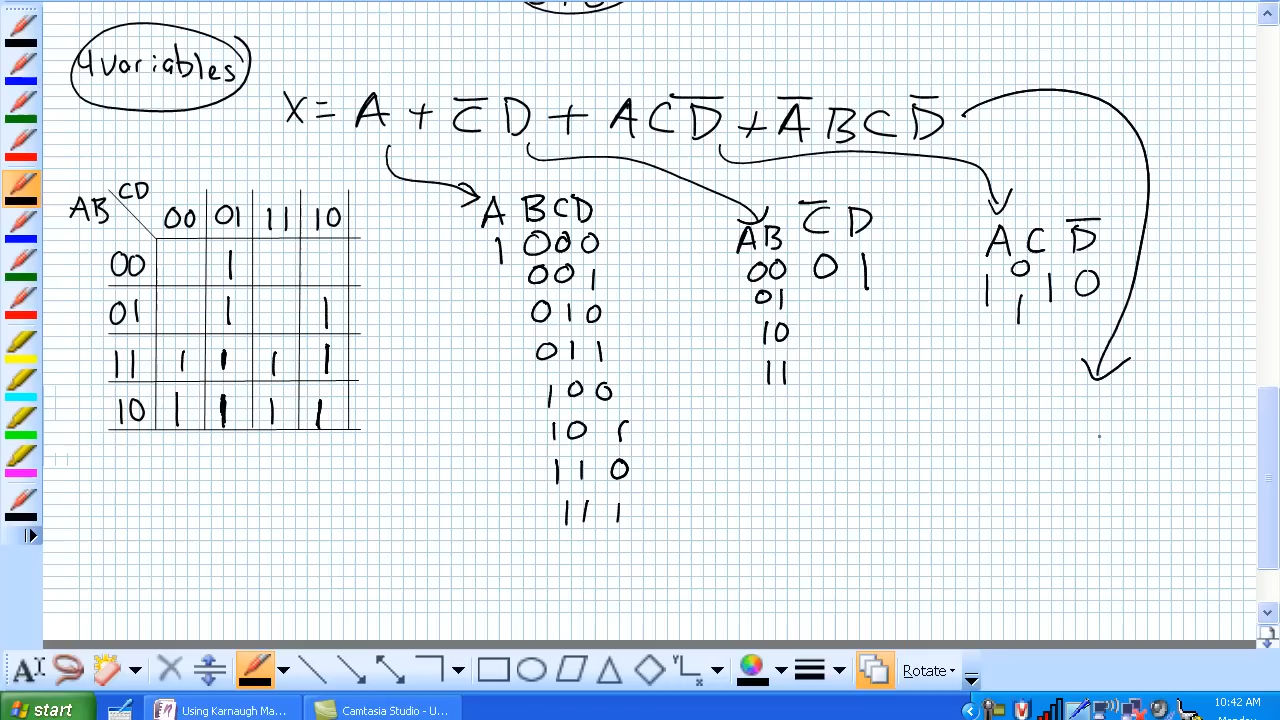 4 variables
X = A + C̅D + ACD̅ + A̅BCD̅
CD
AB 00 01 11 10
00 1
01 1 1
11 1 1 1 1
10 1 1 1 1
A BCD
1 000
001
010
011
100
101
110
111
AB C̅ D
00 0 1
01
10
11
A C D̅
1 0 1 0
1
Rotate
start
Using Karnaugh Ma...
Camtasia Studio - U...
10:42 AM
Monday